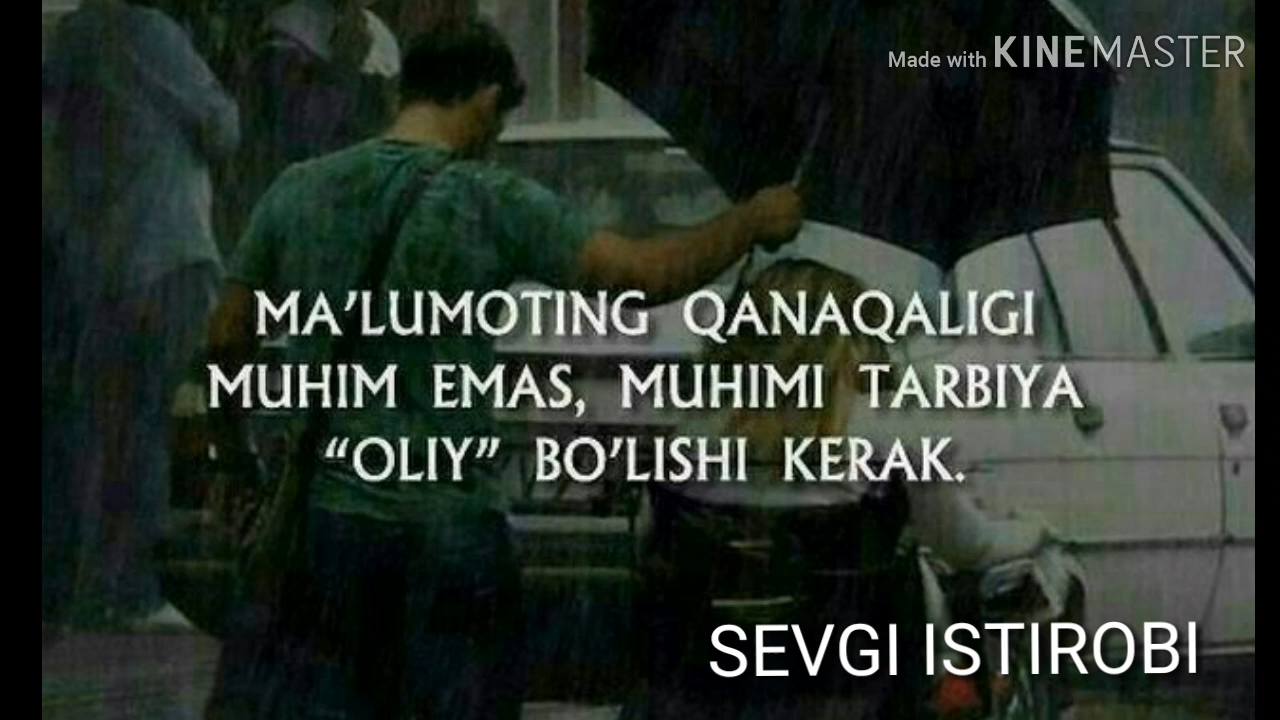 Made with KINEMASTER
MA'LUMOTING QANAQALIGI
MUHIM EMAS, MUHIMI TARBIYA
“OLIY” BO'LISHI KERAK.
SEVGI ISTIROBI